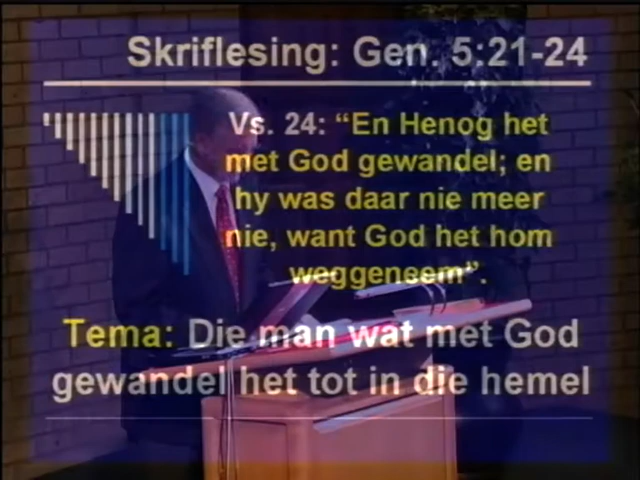 Skriflesing: Gen. 5:21-24
Vs. 24: “En Henog het
met God gewandel; en
hy was daar nie meer
nie, want God het hom
weggeneem”.
Tema: Die man wat met God
gewandel het tot in die hemel